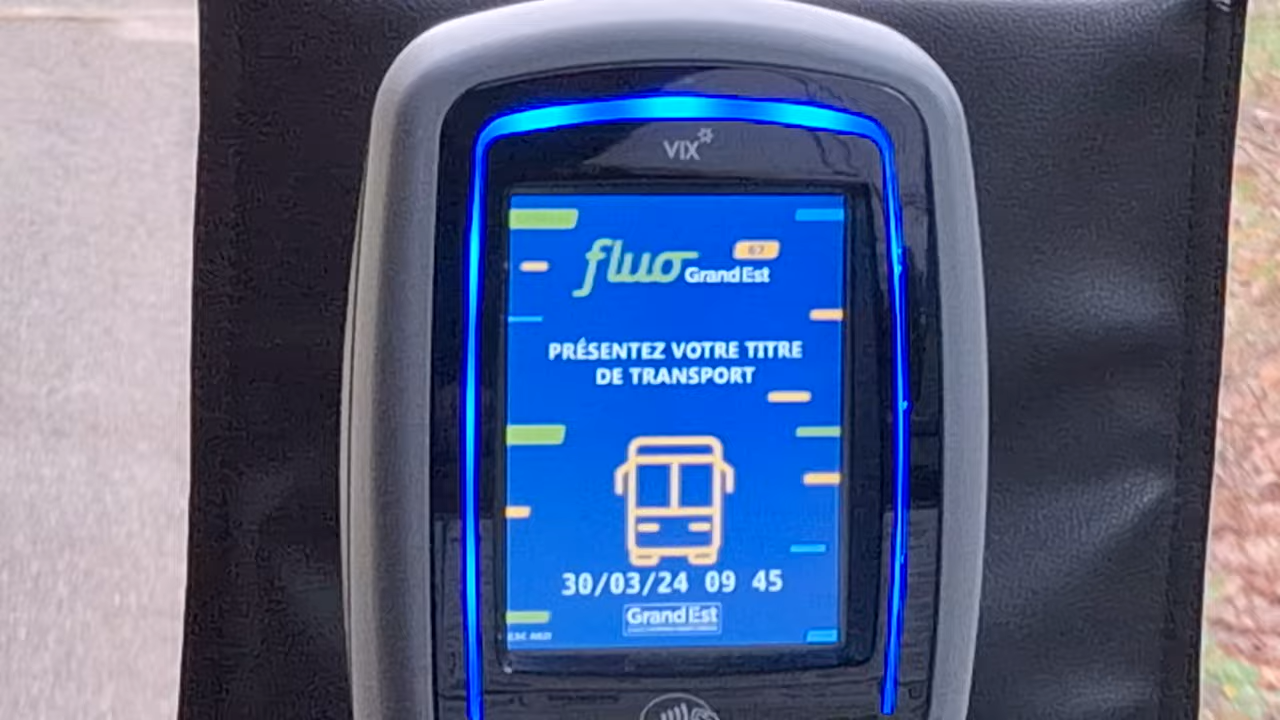 VIX
fluo 67
Grand Est
PRÉSENTEZ VOTRE TITRE
DE TRANSPORT
30/03/24 09 45
Grand Est